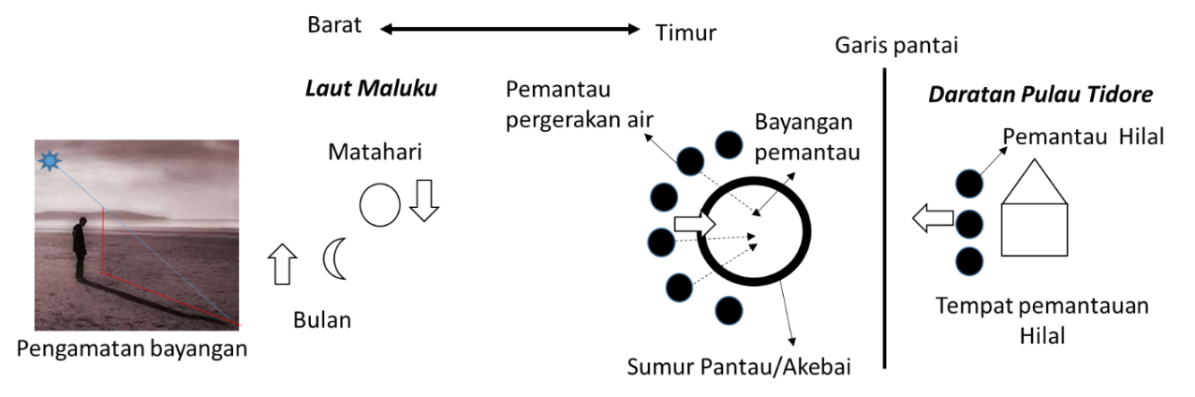 Barat
Timur
Garis pantai
Laut Maluku
Pemantau
pergerakan air
Daratan Pulau Tidore
Bayangan
pemantau
Pemantau Hilal
Matahari
Bulan
Tempat pemantauan
Hilal
Pengamatan bayangan
Sumur Pantau/Akebai